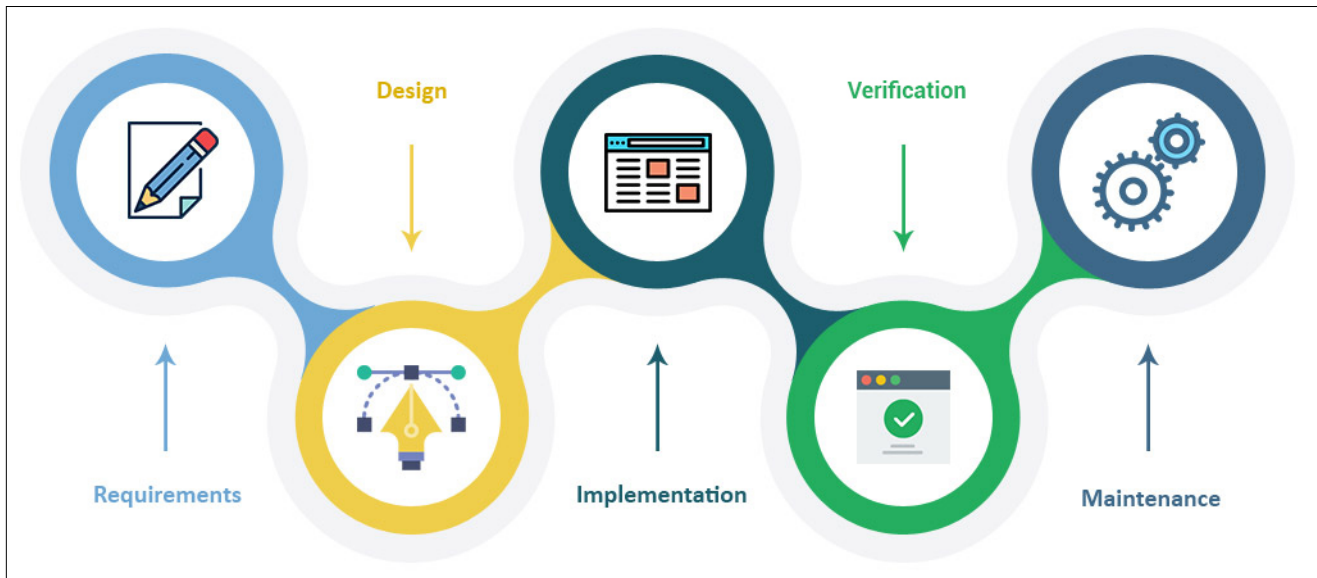 Requirements
Design
Implementation
Verification
Maintenance